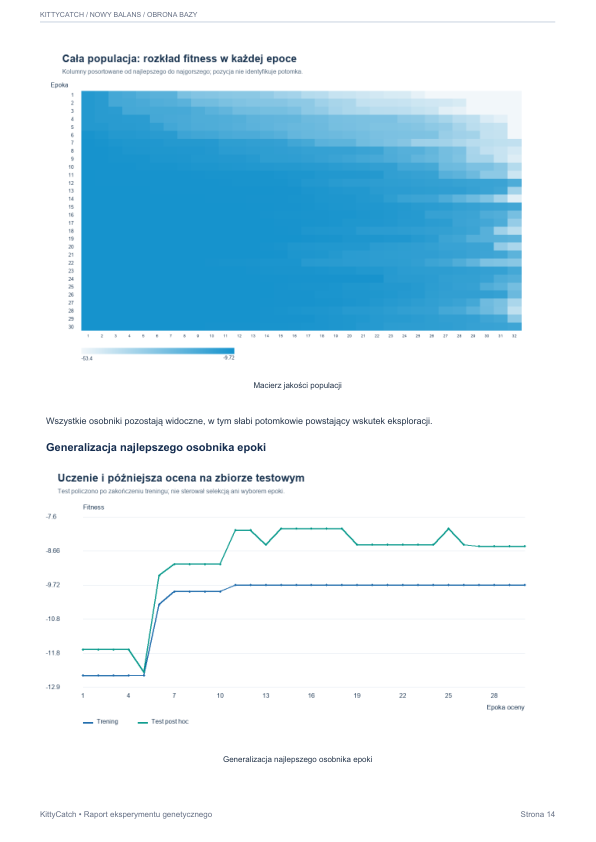 KITTYCATCH / NOWY BALANS / OBRONA BAZY
Cała populacja: rozkład fitness w każdej epoce
Kolumny posortowane od najlepszego do najgorszego; pozycja nie identyfikuje potomka.
Epoka
1
2
3
4
5
6
7
8
9
10
11
12
13
14
15
16
17
18
19
20
21
22
23
24
25
26
27
28
29
30
1 2 3 4 5 6 7 8 9 10 11 12 13 14 15 16 17 18 19 20 21 22 23 24 25 26 27 28 29 30 31 32
-53.4 -9.72
Macierz jakości populacji
Wszystkie osobniki pozostają widoczne, w tym słabi potomkowie powstający wskutek eksploracji.
Generalizacja najlepszego osobnika epoki
Uczenie i późniejsza ocena na zbiorze testowym
Test policzono po zakończeniu treningu; nie sterował selekcją ani wyborem epoki.
Fitness
-7.6
-8.66
-9.72
-10.8
-11.8
-12.9
1 4 7 10 13 16 19 22 25 28
Epoka oceny
Trening Test post hoc
Generalizacja najlepszego osobnika epoki
KittyCatch • Raport eksperymentu genetycznego Strona 14